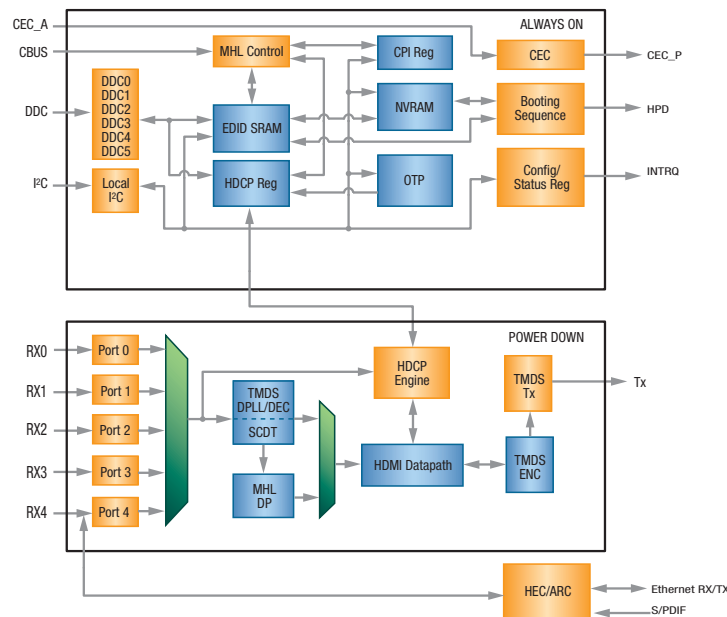 CEC_A
ALWAYS ON
CBUS
MHL Control
CPI Reg
CEC
CEC_P
DDC
DDC0
DDC1
DDC2
DDC3
DDC4
DDC5
EDID SRAM
NVRAM
Booting
Sequence
HPD
I²C
Local
I²C
HDCP Reg
OTP
Config/
Status Reg
INTRQ
POWER DOWN
RX0
Port 0
RX1
Port 1
RX2
Port 2
RX3
Port 3
RX4
Port 4
TMDS
DPLL/DEC
SCDT
MHL
DP
HDCP
Engine
HDMI Datapath
TMDS
Tx
Tx
TMDS
ENC
HEC/ARC
Ethernet RX/TX
S/PDIF